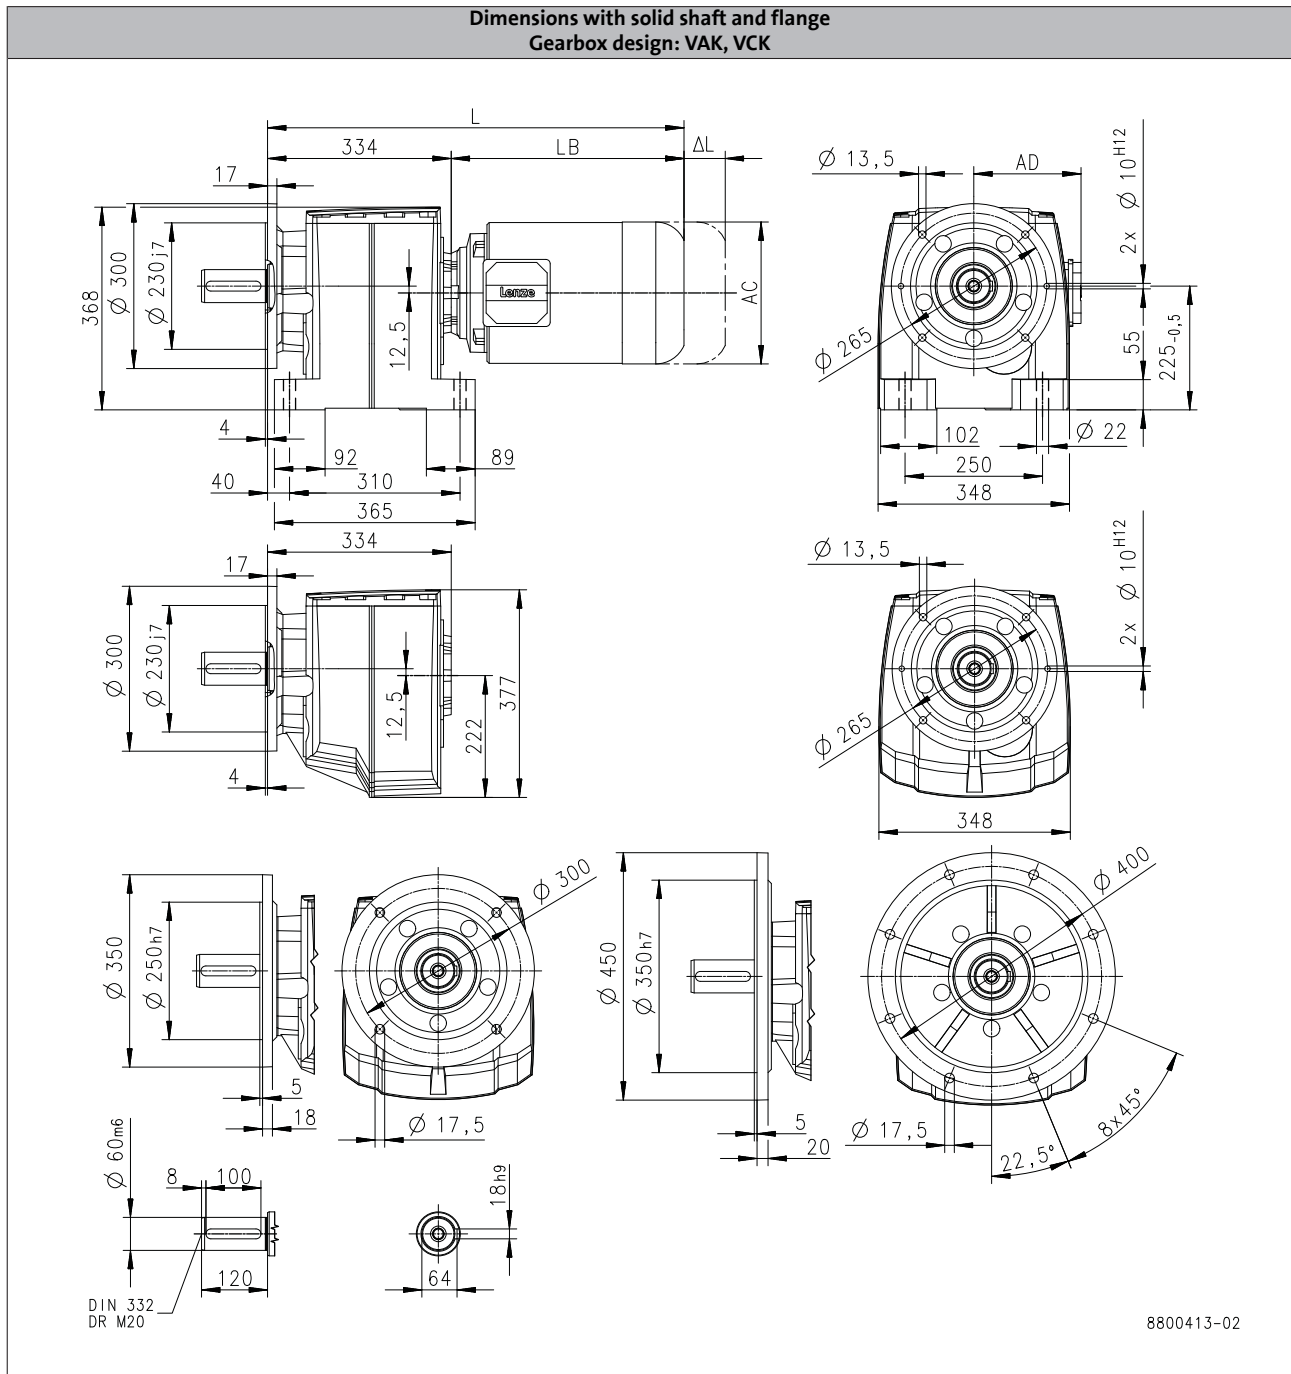 Dimensions with solid shaft and flange
Gearbox design: VAK, VCK
L
334
LB
ΔL
17
368
Ø 300
Ø 230j7
Lenze
12,5
AC
4
92
89
40
310
365
Ø 13,5
AD
2x Ø 10H12
Ø 265
55
225-0,5
102
Ø 22
250
348
334
17
Ø 300
Ø 230j7
12,5
222
377
4
Ø 13,5
2x Ø 10H12
Ø 265
348
Ø 350
Ø 250h7
5
18
Ø 300
Ø 17,5
Ø 450
Ø 350h7
5
20
Ø 400
Ø 17,5
22,5°
8x45°
Ø 60m6
8
100
120
DIN 332
DR M20
18h9
64
8800413-02